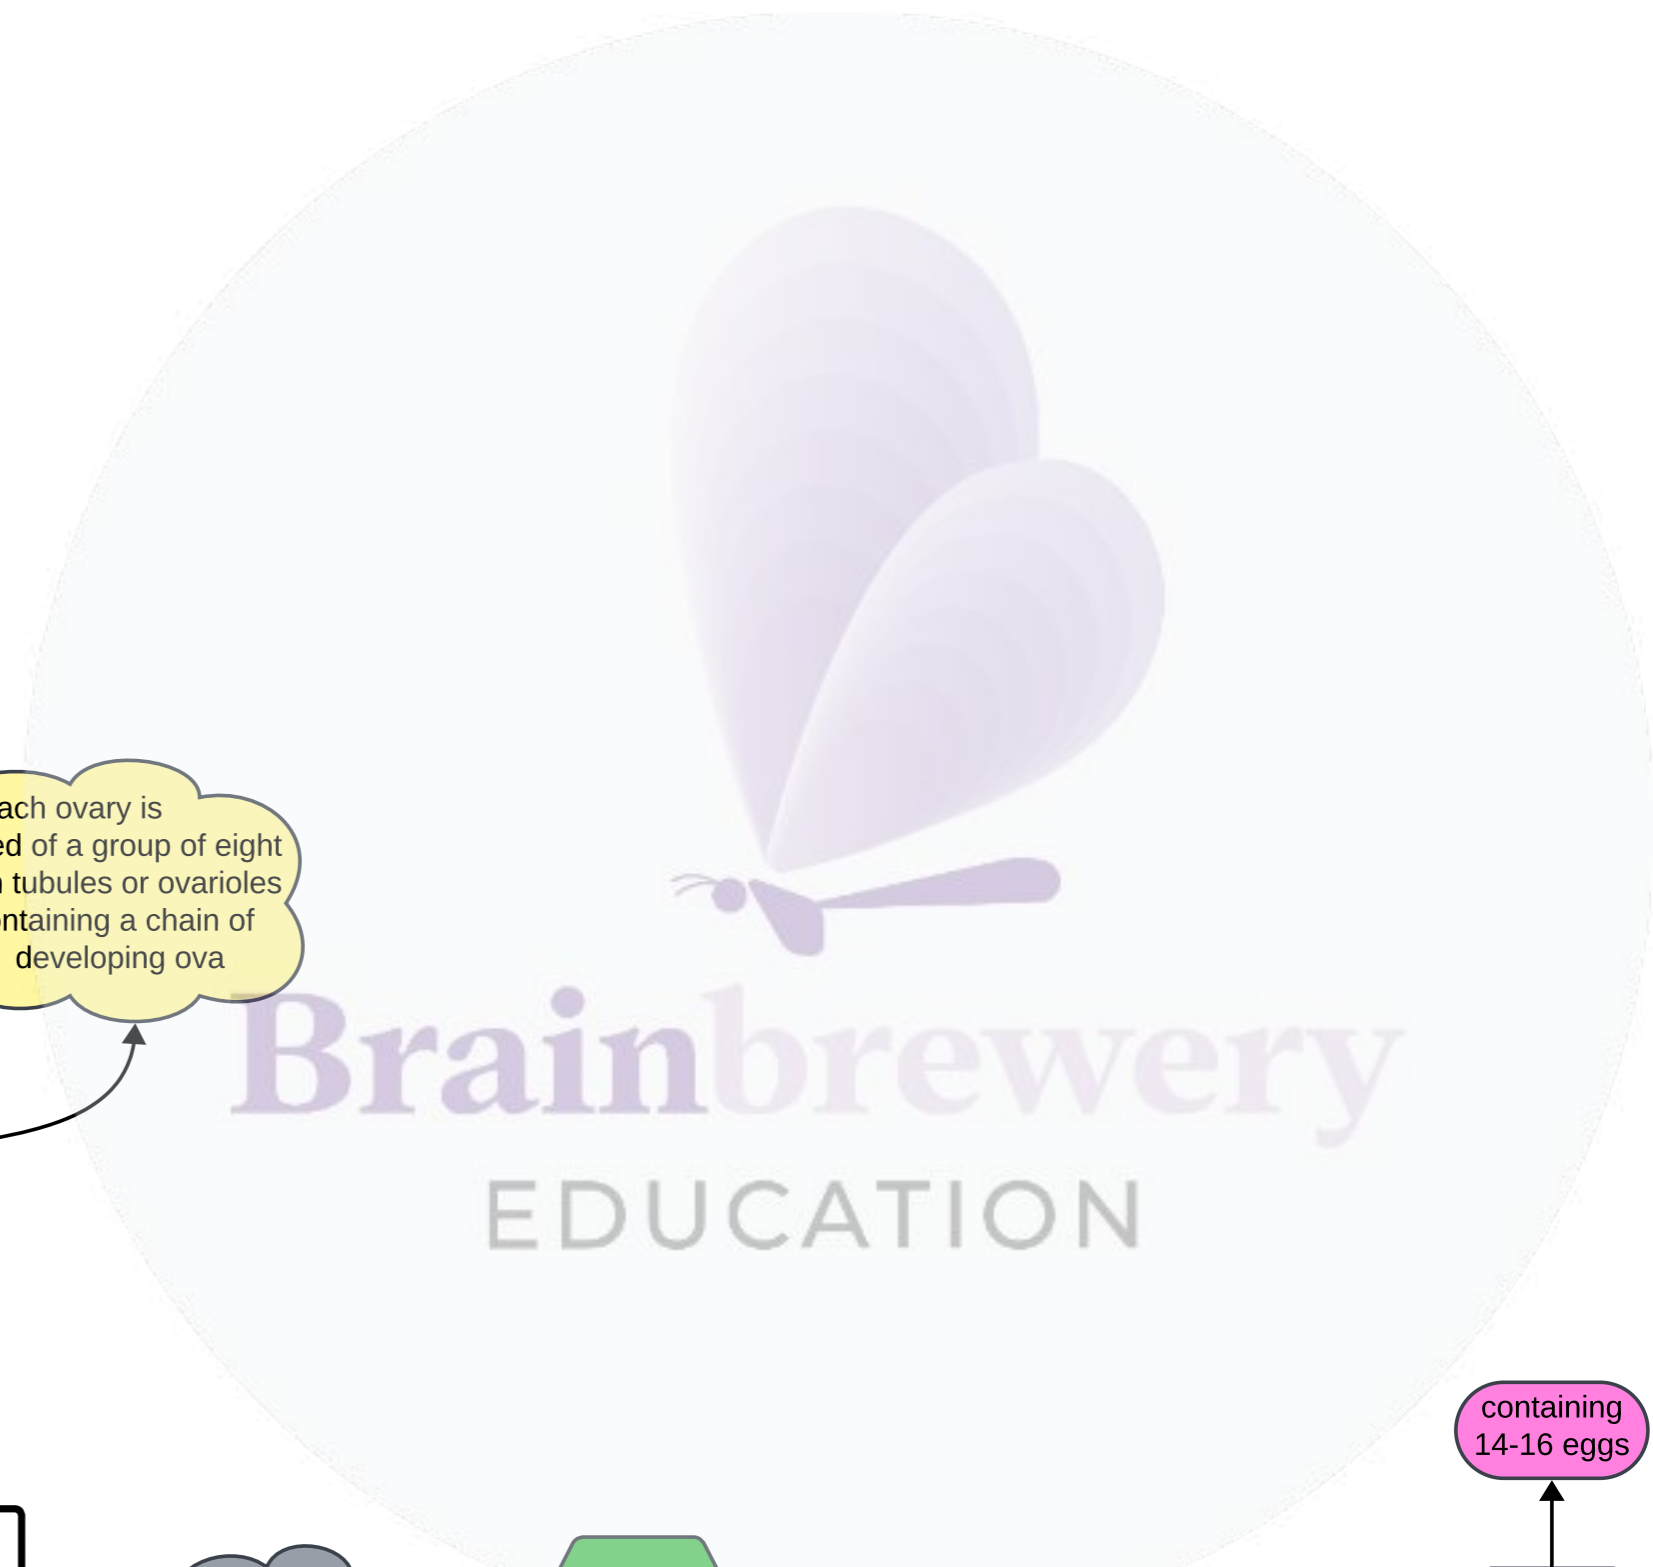 ach ovary is
ed of a group of eight
n tubules or ovarioles
ontaining a chain of
developing ova
Brainbrewery
EDUCATION
containing
14-16 eggs